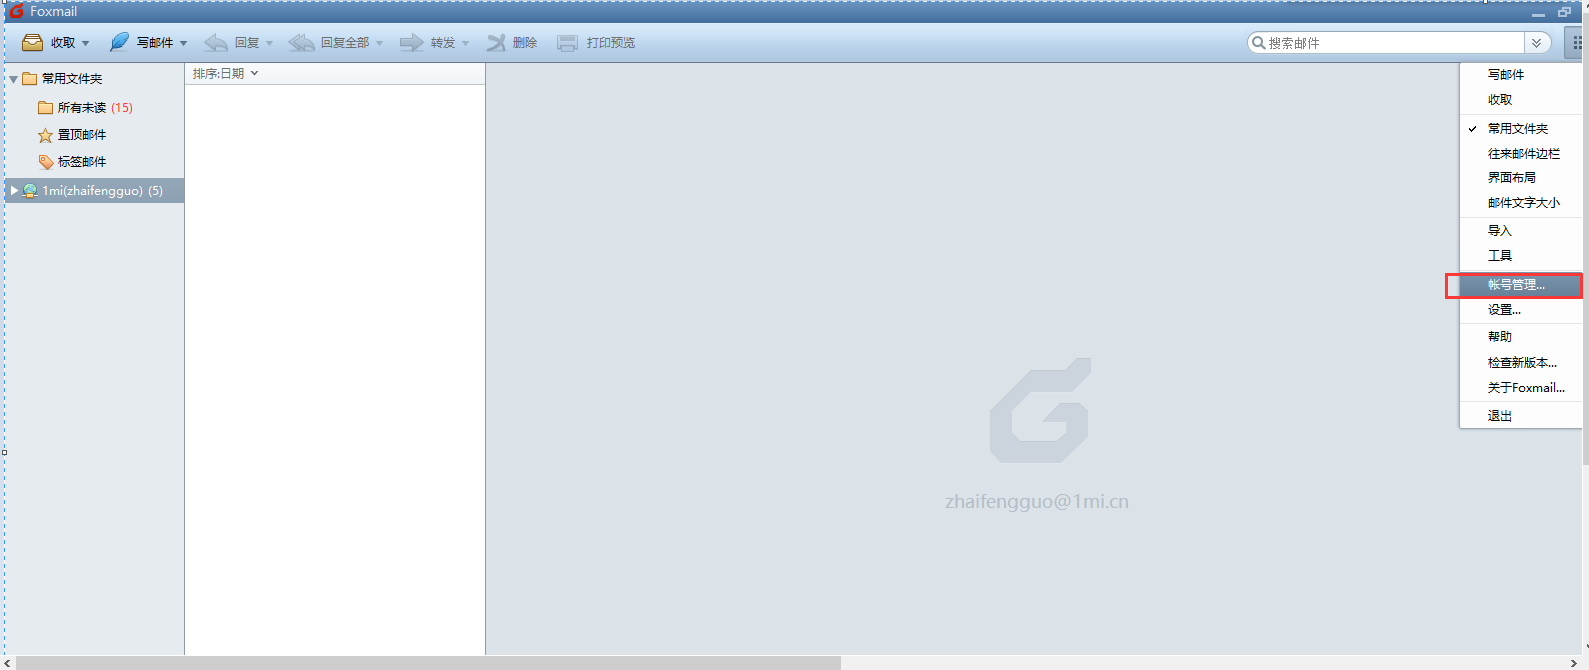 Foxmail
收取 写邮件 回复 回复全部 转发 删除 打印预览 搜索邮件
常用文件夹
所有未读 (15)
置顶邮件
标签邮件
1mi(zhaifengguo) (5)
排序:日期
zhaifengguo@1mi.cn
写邮件
收取
常用文件夹
往来邮件边栏
界面布局
邮件文字大小
导入
工具
帐号管理...
设置...
帮助
检查新版本...
关于Foxmail...
退出